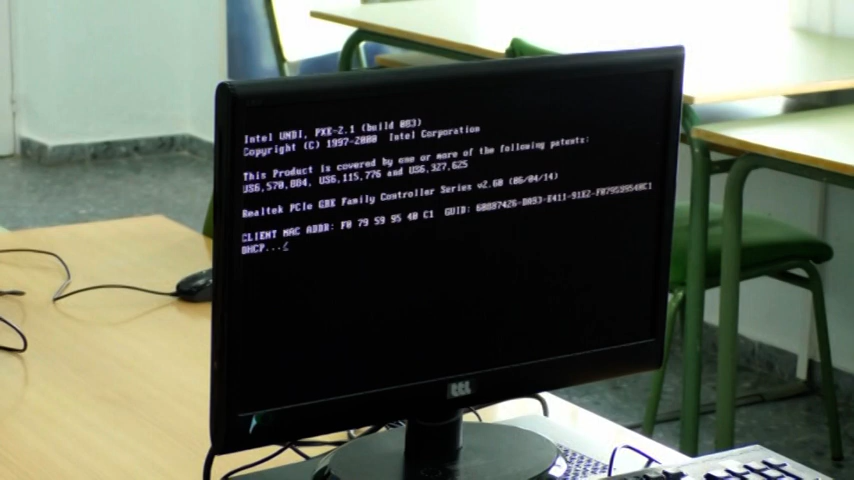 Intel UNDI, PXE-2.1 (build 083)
Copyright (C) 1997-2000 Intel Corporation
This Product is covered by one or more of the following patents:
US6,570,884, US6,115,776 and US6,327,625
Realtek PCIe GBE Family Controller Series v2.60 (06/04/14)
CLIENT MAC ADDR: F0 79 59 95 40 C1 GUID:
DHCP.../